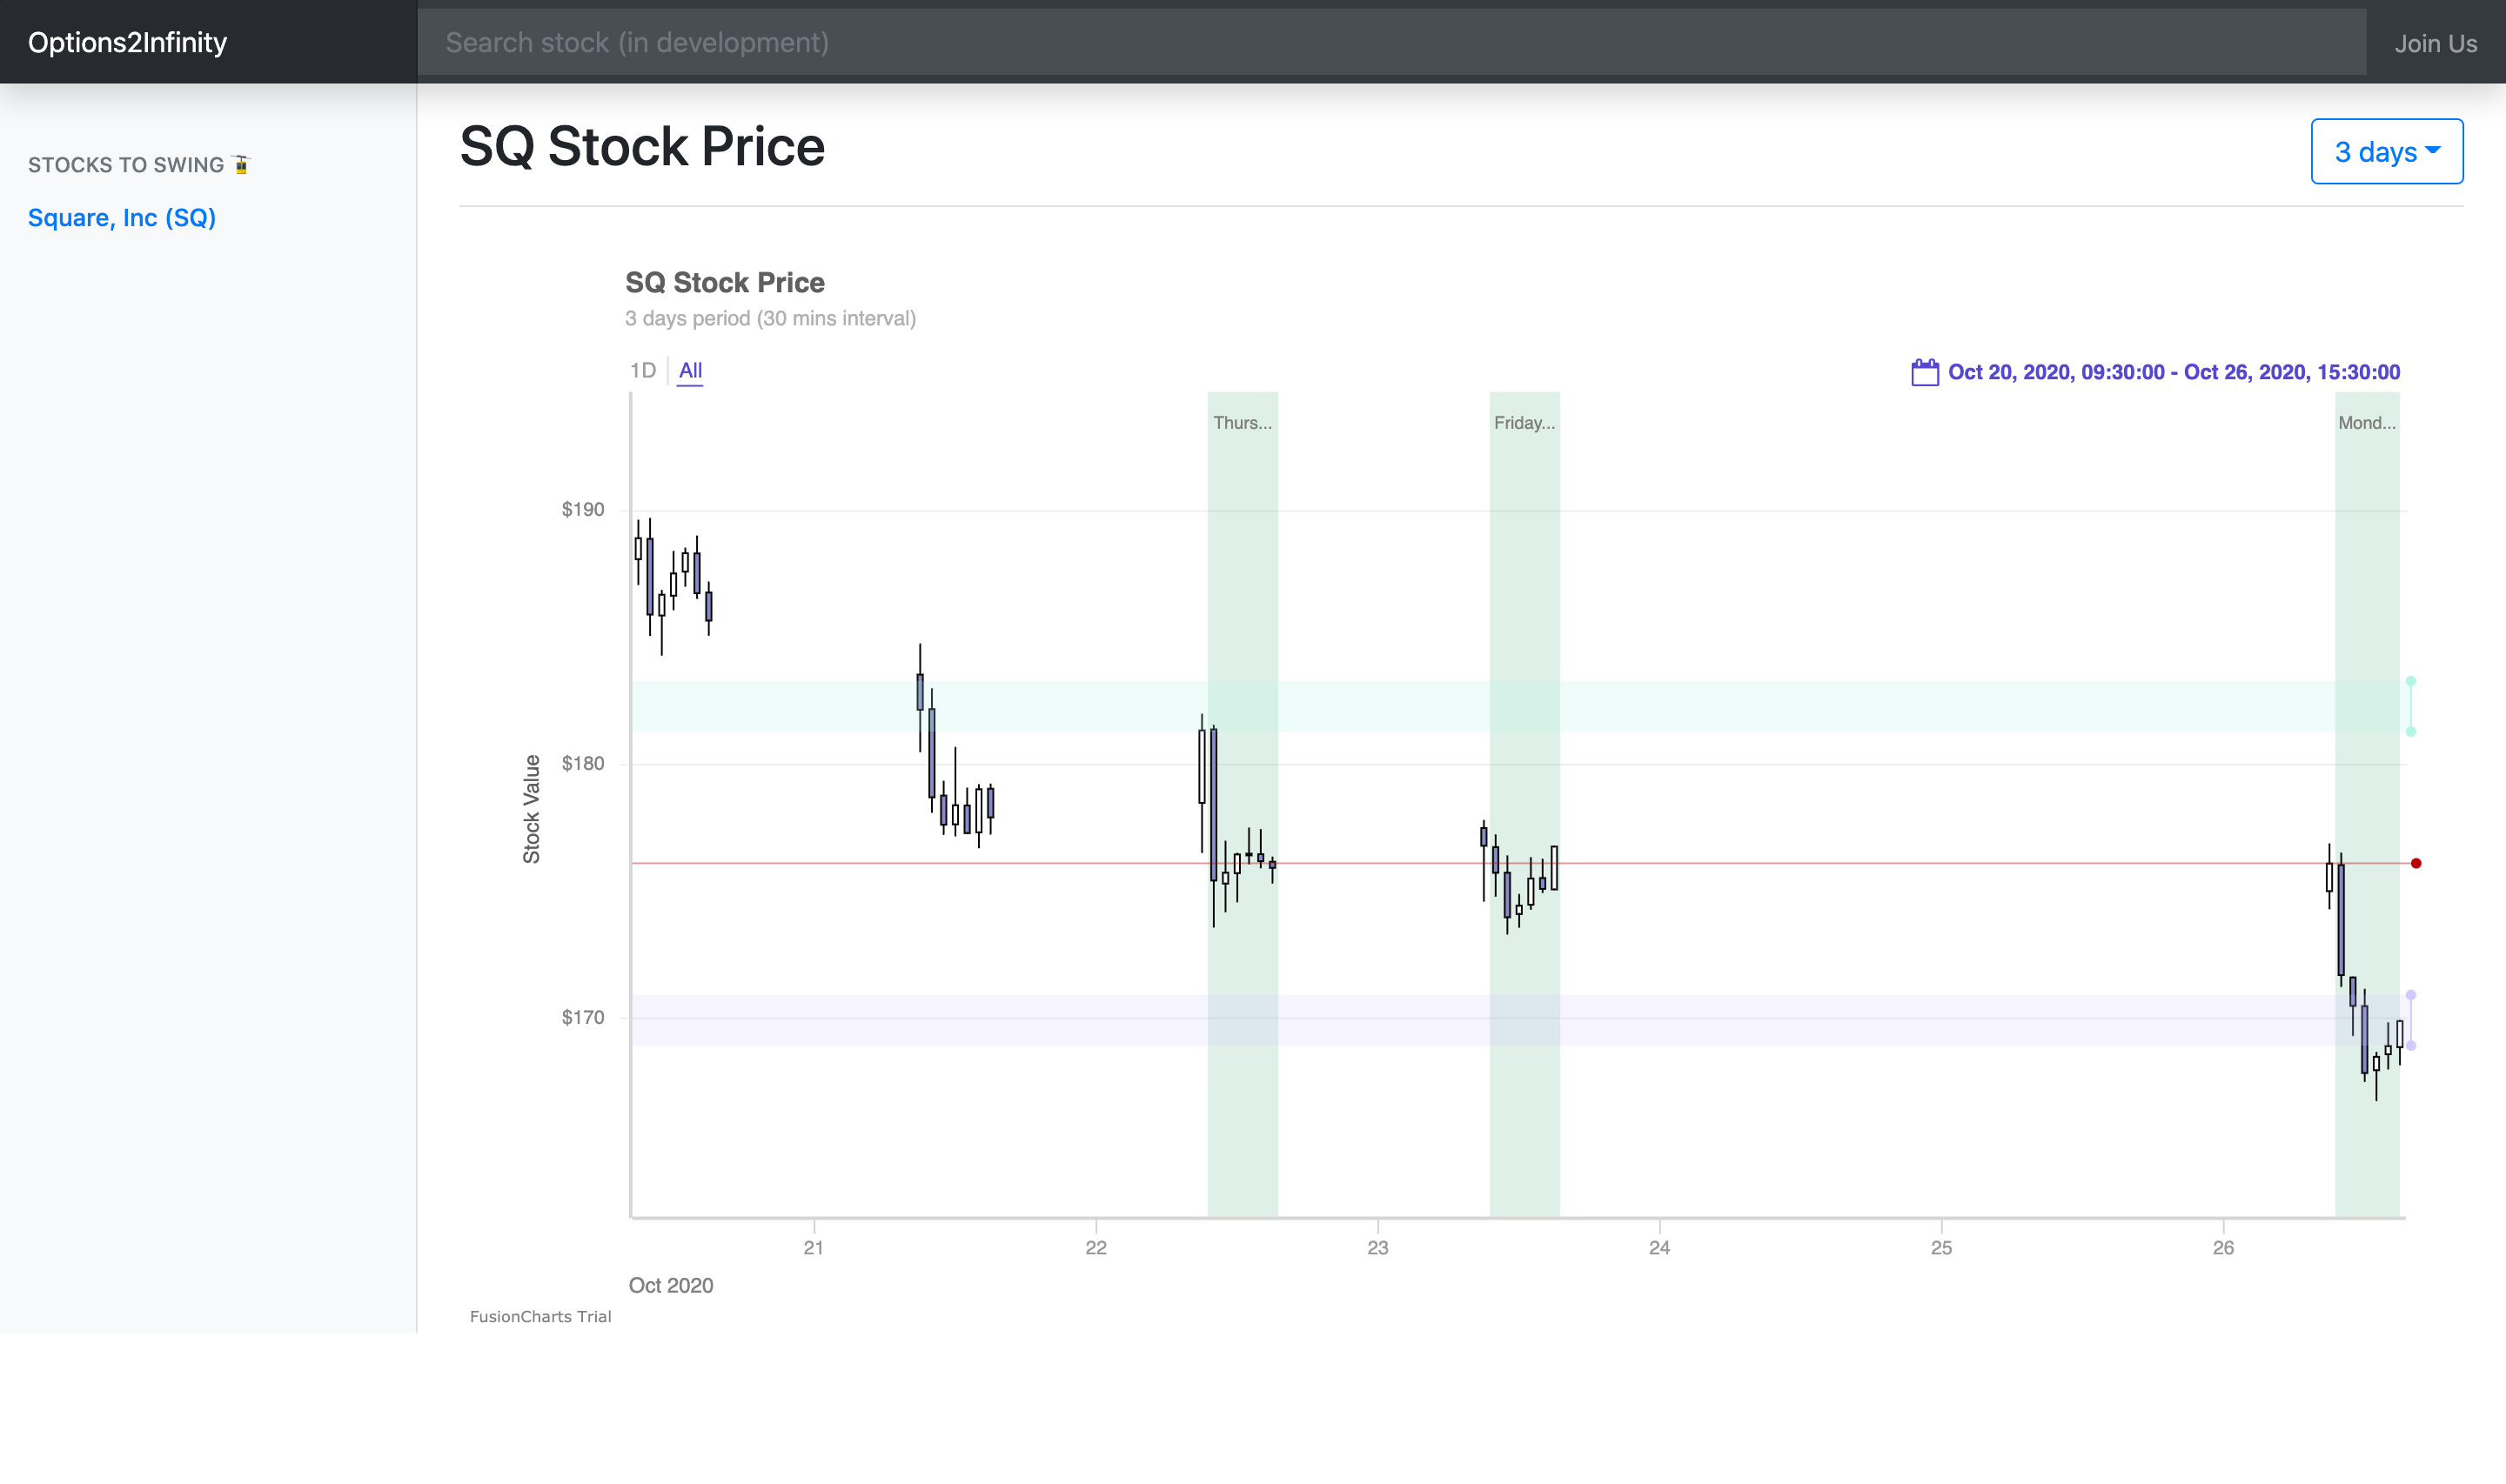 Options2Infinity
Search stock (in development)
Join Us
STOCKS TO SWING 🚡
Square, Inc (SQ)
SQ Stock Price
3 days
SQ Stock Price
3 days period (30 mins interval)
1D All
Oct 20, 2020, 09:30:00 - Oct 26, 2020, 15:30:00
Thurs... Friday... Mond...
$190
$180
$170
Stock Value
21 22 23 24 25 26
Oct 2020
FusionCharts Trial